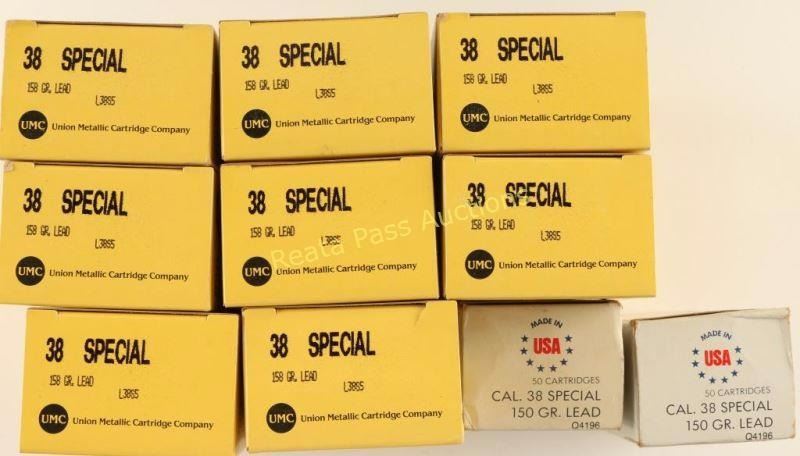 38 SPECIAL
158 GR. LEAD
L38S5
UMC Union Metallic Cartridge Company
38 SPECIAL
158 GR. LEAD
L38S5
UMC Union Metallic Cartridge Company
38 SPECIAL
158 GR. LEAD
L38S5
UMC Union Metallic Cartridge Company
38 SPECIAL
158 GR. LEAD
L38S5
UMC Union Metallic Cartridge Company
38 SPECIAL
158 GR. LEAD
L38S5
UMC Union Metallic Cartridge Company
38 SPECIAL
158 GR. LEAD
L38S5
UMC Union Metallic Cartridge Company
Reata Pass Auctions
38 SPECIAL
158 GR. LEAD
L38S5
UMC Union Metallic Cartridge Company
38 SPECIAL
158 GR. LEAD
L38S5
UMC Union Metallic Cartridge Company
MADE IN
USA
50 CARTRIDGES
CAL. 38 SPECIAL
150 GR. LEAD
Q4196
MADE IN
USA
50 CARTRIDGES
CAL. 38 SPECIAL
150 GR. LEAD
Q4196